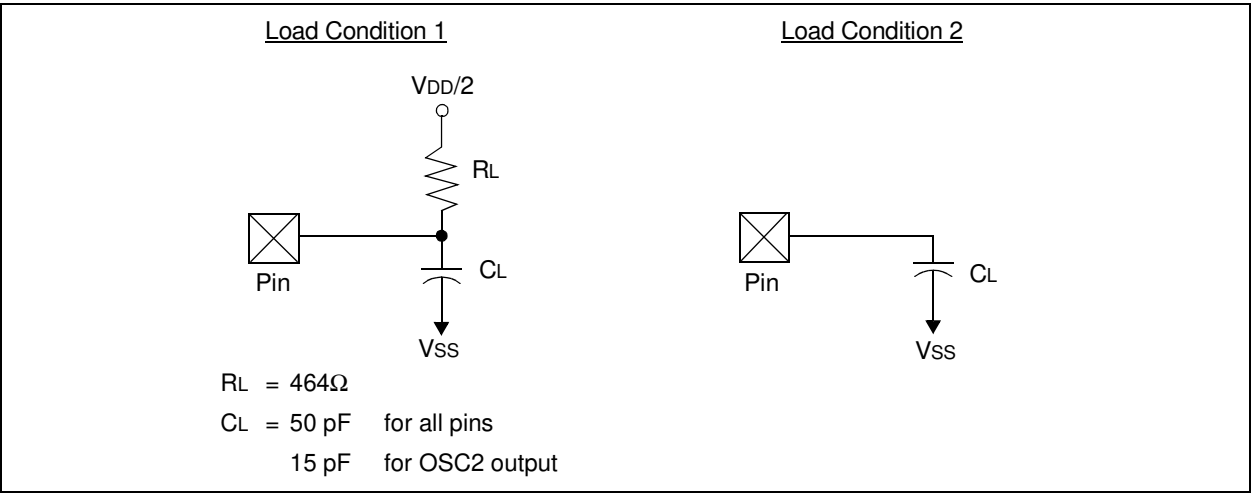 Load Condition 1
Load Condition 2
VDD/2
RL
CL
Pin
VSS
CL
Pin
VSS
RL = 464Ω
CL = 50 pF for all pins
15 pF for OSC2 output